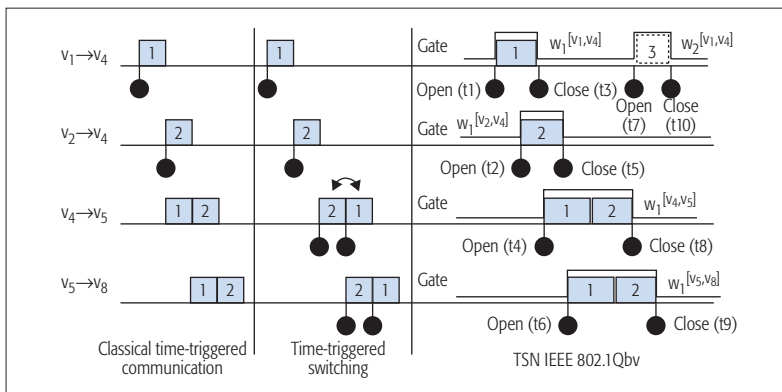 v1→v4 1 1 Gate 1 w1[v1,v4] 3 w2[v1,v4]
Open (t1) Close (t3) Open (t7) Close (t10)
v2→v4 2 2 Gate w1[v2,v4] 2
Open (t2) Close (t5)
v4→v5 1 2 2 1 Gate 1 2 w1[v4,v5]
Open (t4) Close (t8)
v5→v8 1 2 2 1 Gate 1 2 w1[v5,v8]
Open (t6) Close (t9)
Classical time-triggered communication
Time-triggered switching
TSN IEEE 802.1Qbv